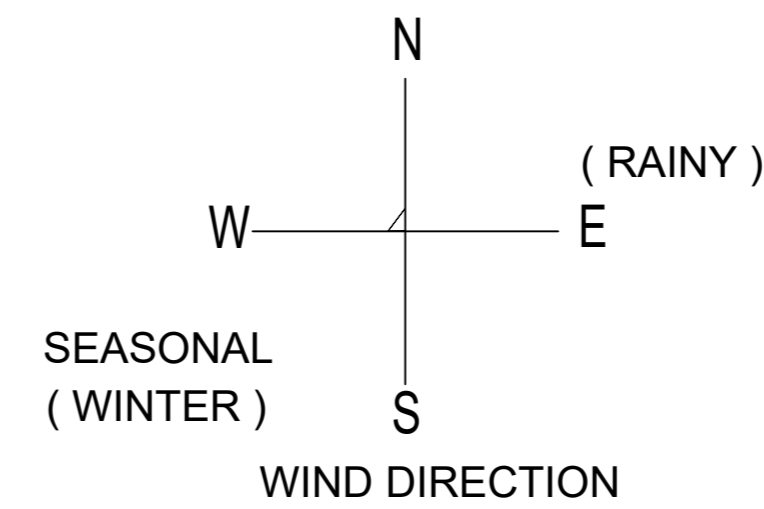 N
( RAINY )
W
E
SEASONAL
( WINTER )
S
WIND DIRECTION